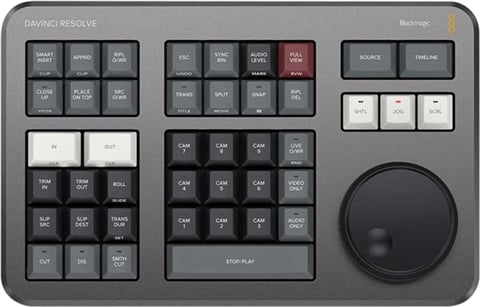 DAVINCI RESOLVE
Blackmagicdesign
SMART INSRT
CLIP
APPND
CLIP
RIPL O/WR
ESC
UNDO
SYNC BIN
AUDIO LEVEL
MARK
FULL VIEW
RVW
SOURCE
TIMELINE
CLOSE UP
YPOS
PLACE ON TOP
SRC O/WR
TRANS
TITLE
SPLIT
MOVE
SNAP
RIPL DEL
SHTL
JOG
SCRL
IN
CLR
OUT
CLR
CAM 7
CAM 8
CAM 9
LIVE O/WR
RND
TRIM IN
TRIM OUT
ROLL
SLIDE
CAM 4
CAM 5
CAM 6
VIDEO ONLY
SLIP SRC
SLIP DEST
TRANS DUR
SET
CAM 1
CAM 2
CAM 3
AUDIO ONLY
CUT
DIS
SMTH CUT
STOP/PLAY